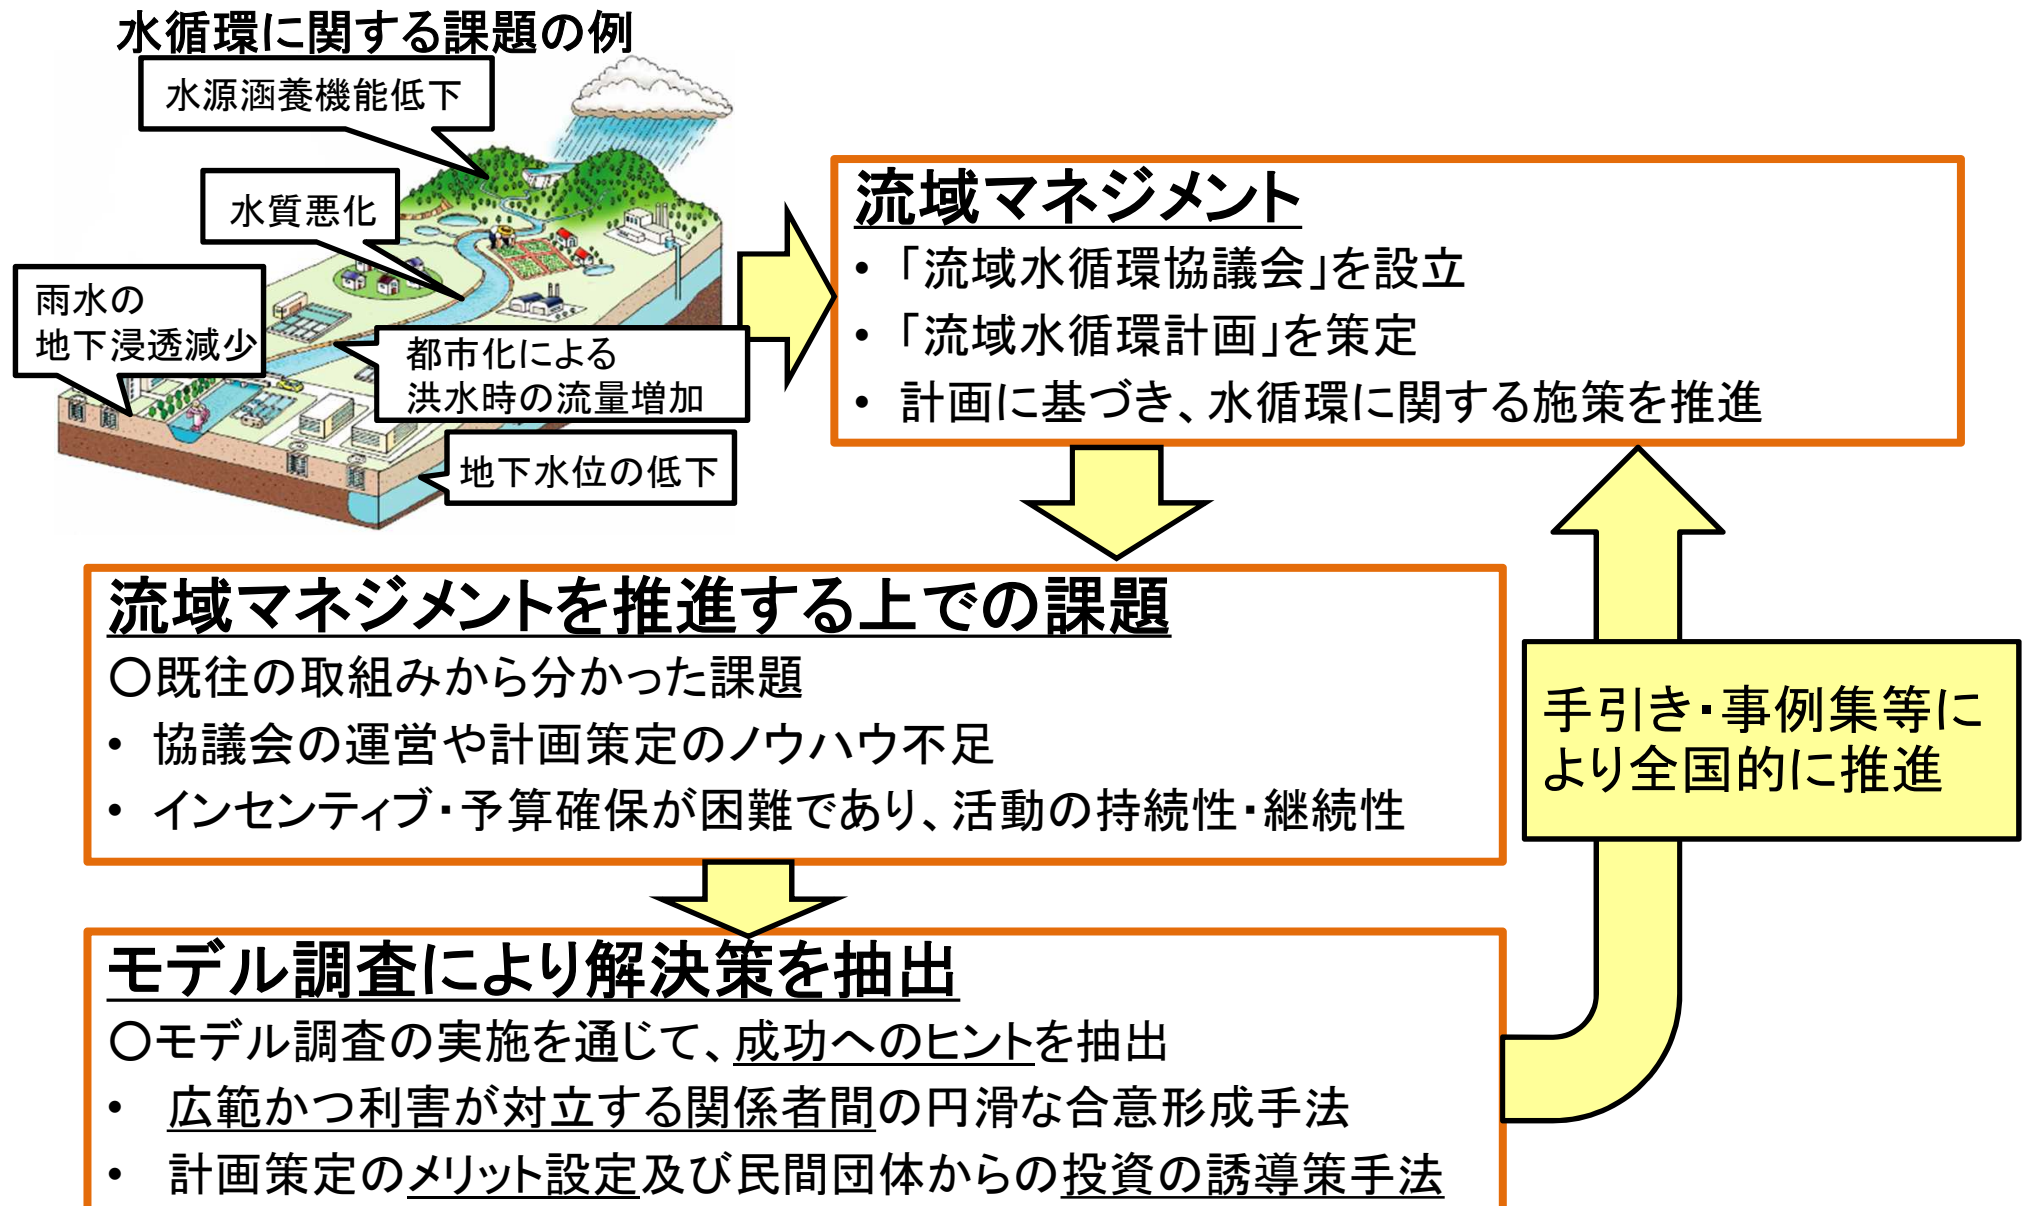 水循環に関する課題の例
水源涵養機能低下
水質悪化
雨水の
地下浸透減少
都市化による
洪水時の流量増加
地下水位の低下
流域マネジメント
• 「流域水循環協議会」を設立
• 「流域水循環計画」を策定
• 計画に基づき、水循環に関する施策を推進
流域マネジメントを推進する上での課題
○既往の取組みから分かった課題
• 協議会の運営や計画策定のノウハウ不足
• インセンティブ・予算確保が困難であり、活動の持続性・継続性
手引き・事例集等に
より全国的に推進
モデル調査により解決策を抽出
○モデル調査の実施を通じて、成功へのヒントを抽出
• 広範かつ利害が対立する関係者間の円滑な合意形成手法
• 計画策定のメリット設定及び民間団体からの投資の誘導策手法